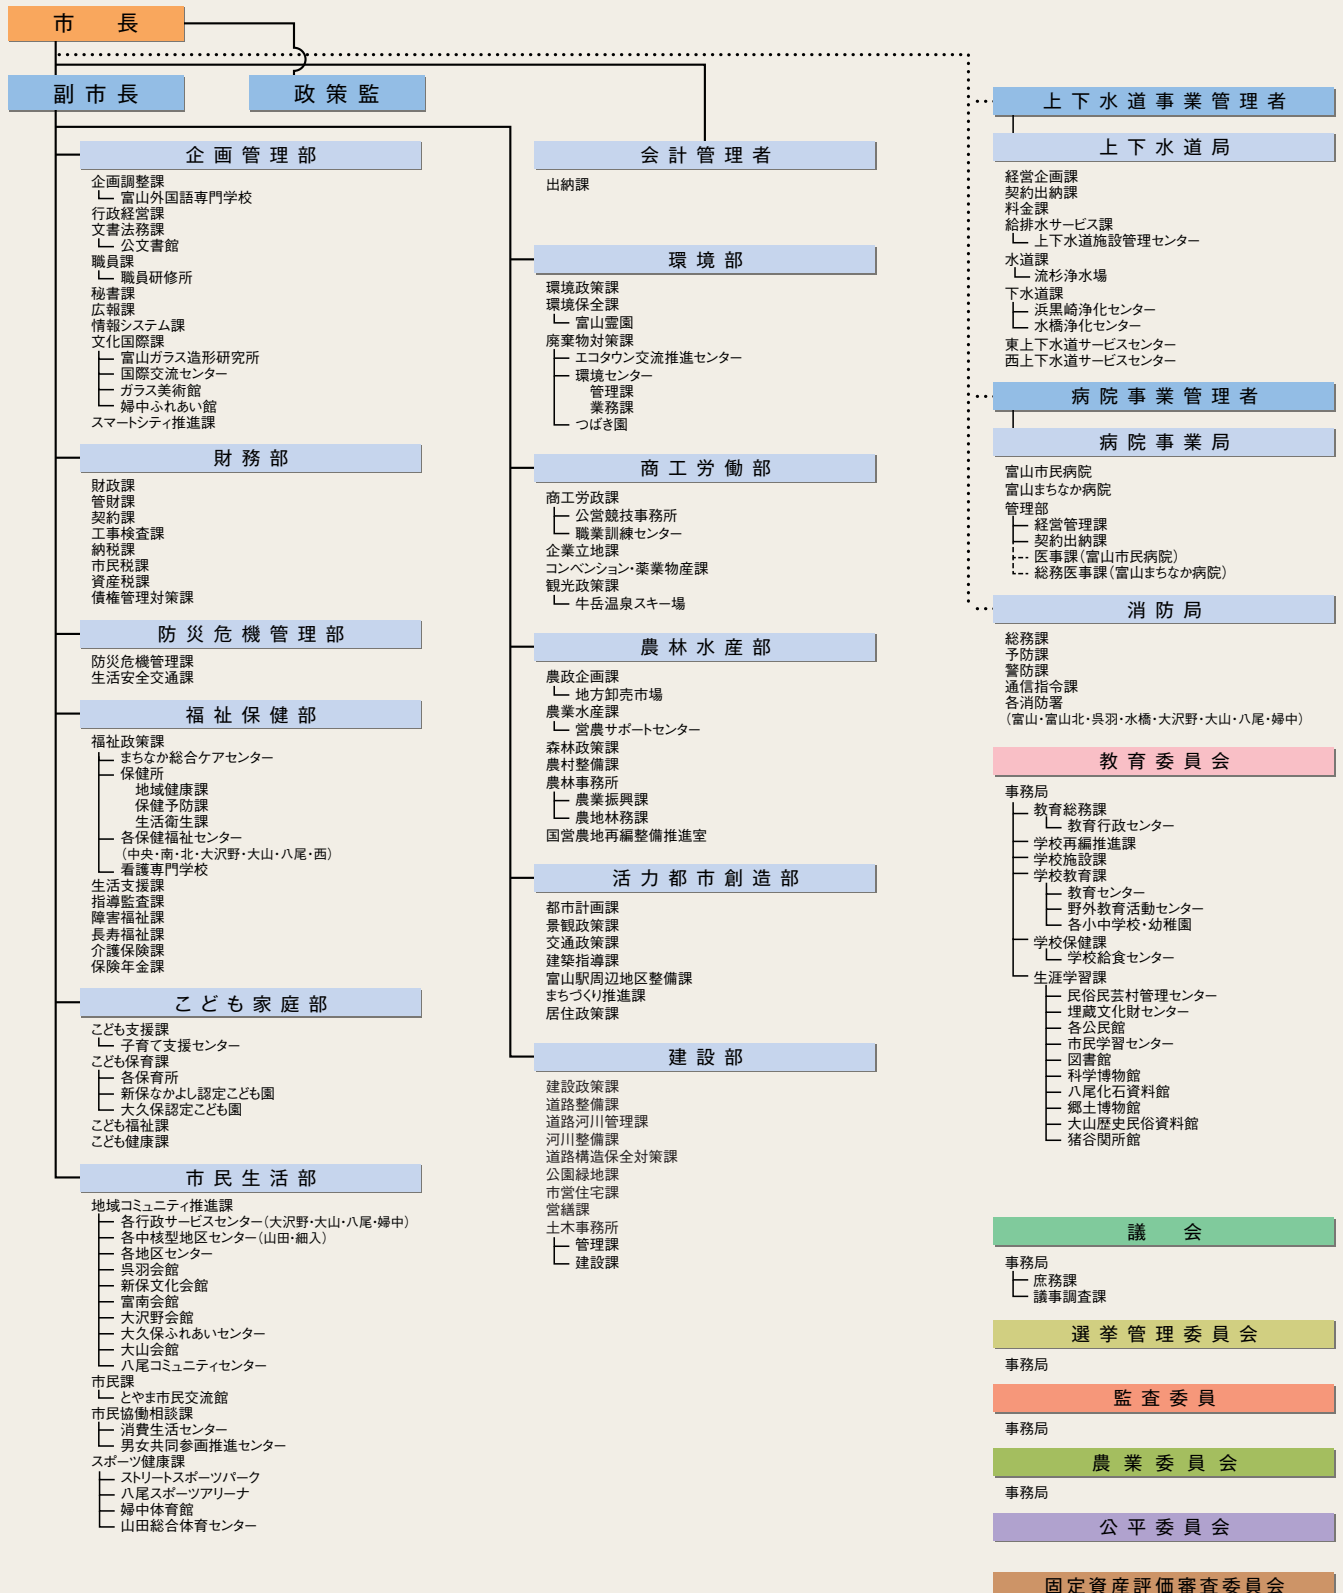 市長
副市長
政策監
企画管理部
企画調整課
富山外国語専門学校
行政経営課
文書法務課
公文書館
職員課
職員研修所
秘書課
広報課
情報システム課
文化国際課
富山ガラス造形研究所
国際交流センター
ガラス美術館
婦中ふれあい館
スマートシティ推進課
財務部
財政課
管財課
契約課
工事検査課
納税課
市民税課
資産税課
債権管理対策課
防災危機管理部
防災危機管理課
生活安全交通課
福祉保健部
福祉政策課
まちなか総合ケアセンター
保健所
地域健康課
保健予防課
生活衛生課
各保健福祉センター
(中央・南・北・大沢野・大山・八尾・西)
看護専門学校
生活支援課
指導監査課
障害福祉課
長寿福祉課
介護保険課
保険年金課
こども家庭部
こども支援課
子育て支援センター
こども保育課
各保育所
新保なかよし認定こども園
大久保認定こども園
こども福祉課
こども健康課
市民生活部
地域コミュニティ推進課
各行政サービスセンター(大沢野・大山・八尾・婦中)
各中核型地区センター(山田・細入)
各地区センター
呉羽会館
新保文化会館
富南会館
大沢野会館
大久保ふれあいセンター
大山会館
八尾コミュニティセンター
市民課
とやま市民交流館
市民協働相談課
消費生活センター
男女共同参画推進センター
スポーツ健康課
ストリートスポーツパーク
八尾スポーツアリーナ
婦中体育館
山田総合体育センター
会計管理者
出納課
環境部
環境政策課
環境保全課
富山霊園
廃棄物対策課
エコタウン交流推進センター
環境センター
管理課
業務課
つばき園
商工労働部
商工労政課
公営競技事務所
職業訓練センター
企業立地課
コンベンション・薬業物産課
観光政策課
牛岳温泉スキー場
農林水産部
農政企画課
地方卸売市場
農業水産課
営農サポートセンター
森林政策課
農村整備課
農林事務所
農業振興課
農地林務課
国営農地再編整備推進室
活力都市創造部
都市計画課
景観政策課
交通政策課
建築指導課
富山駅周辺地区整備課
まちづくり推進課
居住政策課
建設部
建設政策課
道路整備課
道路河川管理課
河川整備課
道路構造保全対策課
公園緑地課
市営住宅課
営繕課
土木事務所
管理課
建設課
上下水道事業管理者
上下水道局
経営企画課
契約出納課
料金課
給排水サービス課
上下水道施設管理センター
水道課
流杉浄水場
下水道課
浜黒崎浄化センター
水橋浄化センター
東上下水道サービスセンター
西上下水道サービスセンター
病院事業管理者
病院事業局
富山市民病院
富山まちなか病院
管理部
経営管理課
契約出納課
医事課(富山市民病院)
総務医事課(富山まちなか病院)
消防局
総務課
予防課
警防課
通信指令課
各消防署
(富山・富山北・呉羽・水橋・大沢野・大山・八尾・婦中)
教育委員会
事務局
教育総務課
教育行政センター
学校再編推進課
学校施設課
学校教育課
教育センター
野外教育活動センター
各小中学校・幼稚園
学校保健課
学校給食センター
生涯学習課
民俗民芸村管理センター
埋蔵文化財センター
各公民館
市民学習センター
図書館
科学博物館
八尾化石資料館
郷土博物館
大山歴史民俗資料館
猪谷関所館
議会
事務局
庶務課
議事調査課
選挙管理委員会
事務局
監査委員
事務局
農業委員会
事務局
公平委員会
固定資産評価審査委員会